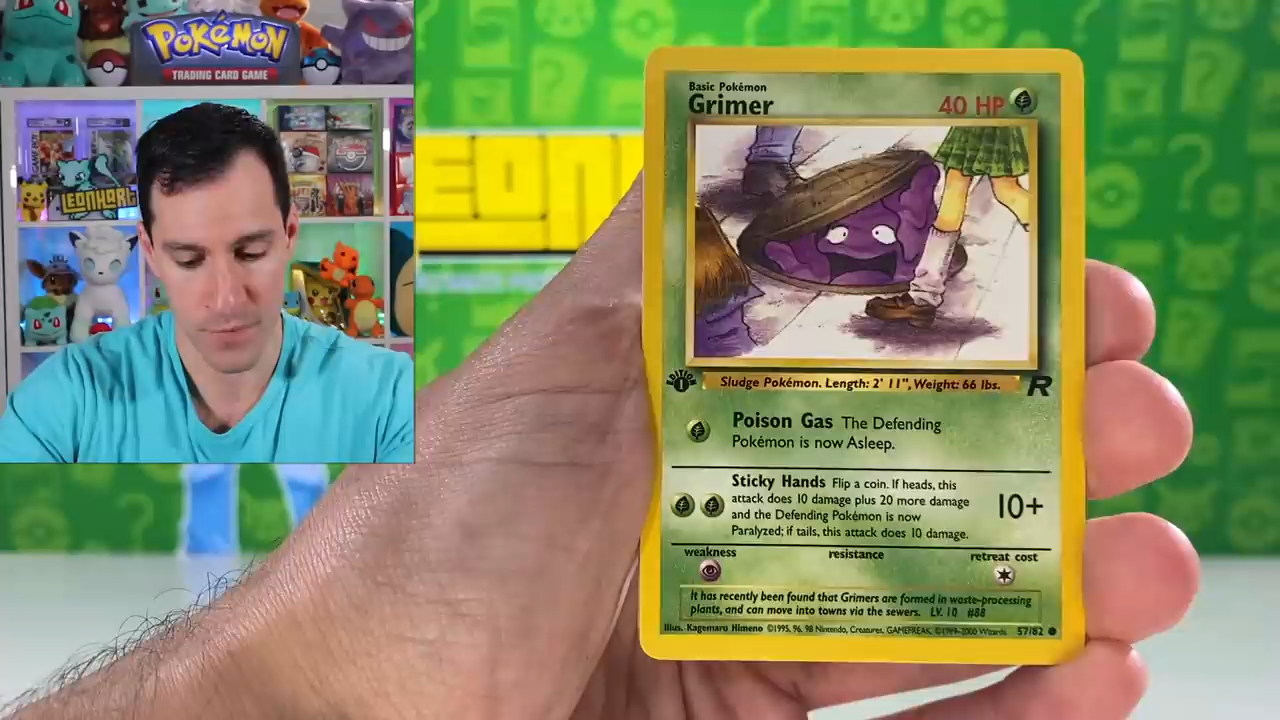 Pokémon
TRADING CARD GAME
LEONHART
EON
Basic Pokémon
Grimer
40 HP
EDITION
1
Sludge Pokémon. Length: 2' 11", Weight: 66 lbs.
R
Poison Gas The Defending
Pokémon is now Asleep.
Sticky Hands Flip a coin. If heads, this
attack does 10 damage plus 20 more damage
and the Defending Pokémon is now
Paralyzed; if tails, this attack does 10 damage.
10+
weakness
resistance
retreat cost
It has recently been found that Grimers are formed in waste-processing
plants, and can move into towns via the sewers. LV. 10 #88
Illus. Kagemaru Himeno ©1995, 96, 98 Nintendo, Creatures, GAMEFREAK. ©1999-2000 Wizards. 57/82